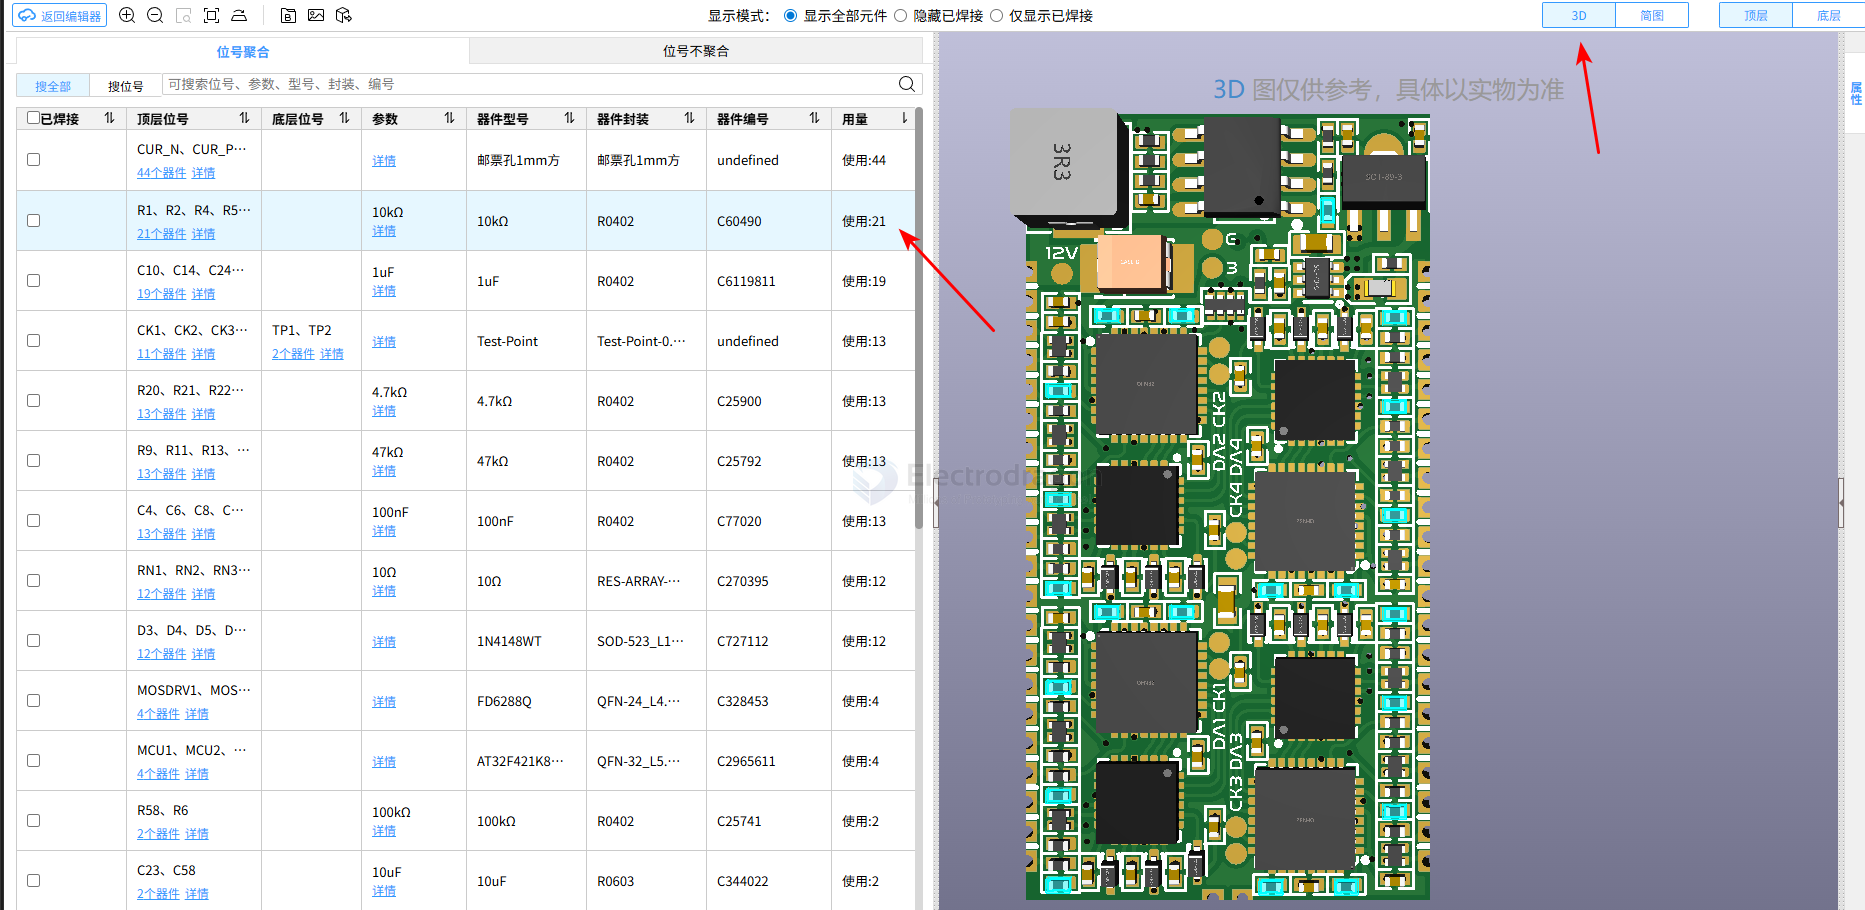 返回编辑器
显示模式： 显示全部元件 隐藏已焊接 仅显示已焊接
3D 简图 顶层 底层
位号聚合 位号不聚合
搜全部 搜位号 可搜索位号、参数、型号、封装、编号
属性
3D 图仅供参考，具体以实物为准
已焊接 顶层位号 底层位号 参数 器件型号 器件封装 器件编号 用量
CUR_N、CUR_P···
44个器件 详情 详情 邮票孔1mm方 邮票孔1mm方 undefined 使用:44
R1、R2、R4、R5··· 10kΩ
21个器件 详情 详情 10kΩ R0402 C60490 使用:21
C10、C14、C24··· 1uF
19个器件 详情 详情 1uF R0402 C6119811 使用:19
CK1、CK2、CK3··· TP1、TP2
11个器件 详情 2个器件 详情 详情 Test-Point Test-Point-0.··· undefined 使用:13
R20、R21、R22··· 4.7kΩ
13个器件 详情 详情 4.7kΩ R0402 C25900 使用:13
R9、R11、R13、··· 47kΩ
13个器件 详情 详情 47kΩ R0402 C25792 使用:13
C4、C6、C8、C··· 100nF
13个器件 详情 详情 100nF R0402 C77020 使用:13
RN1、RN2、RN3··· 10Ω
12个器件 详情 详情 10Ω RES-ARRAY-··· C270395 使用:12
D3、D4、D5、D···
12个器件 详情 详情 1N4148WT SOD-523_L1··· C727112 使用:12
MOSDRV1、MOS···
4个器件 详情 详情 FD6288Q QFN-24_L4.··· C328453 使用:4
MCU1、MCU2、···
4个器件 详情 详情 AT32F421K8··· QFN-32_L5.··· C2965611 使用:4
R58、R6 100kΩ
2个器件 详情 详情 100kΩ R0402 C25741 使用:2
C23、C58 10uF
2个器件 详情 详情 10uF R0603 C344022 使用:2
3R3
SOT-89-3
12V
G
3
DA2 CK2
CK4 DA4
DA1 CK1
CK3 DA3